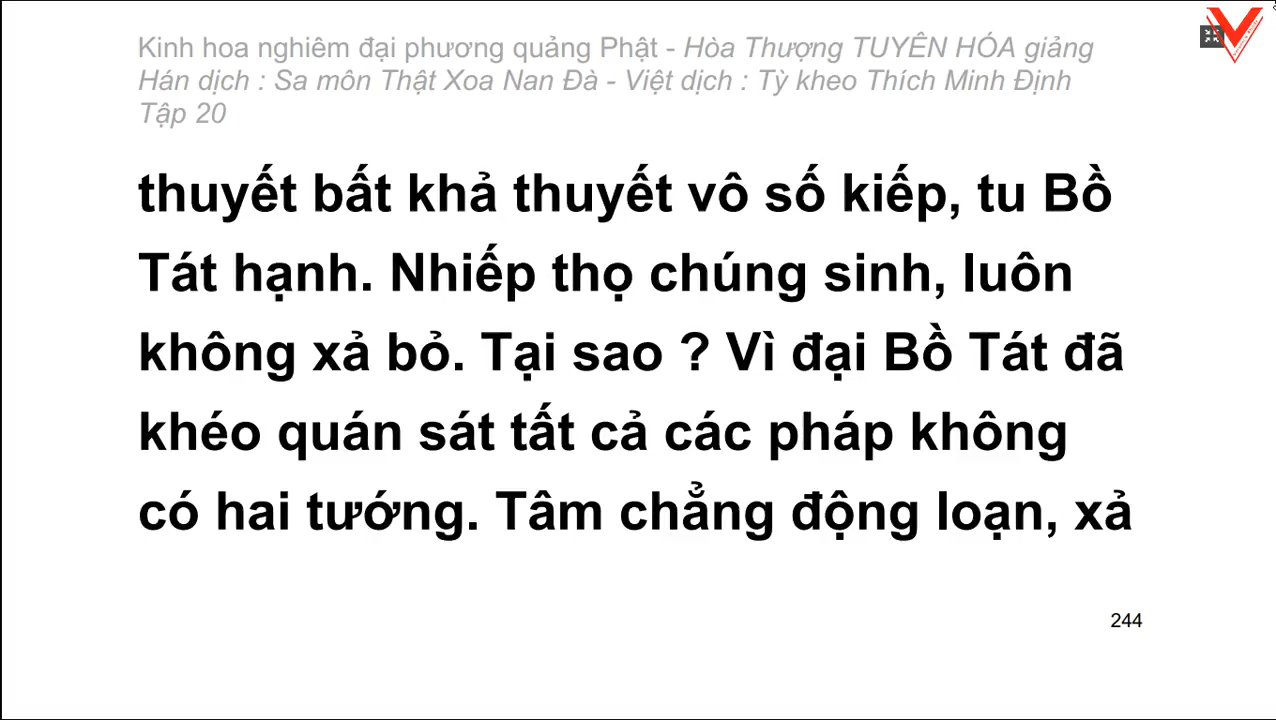 Kinh hoa nghiêm đại phương quảng Phật - Hòa Thượng TUYÊN HÓA giảng
Hán dịch : Sa môn Thật Xoa Nan Đà - Việt dịch : Tỳ kheo Thích Minh Định
Tập 20
thuyết bất khả thuyết vô số kiếp, tu Bồ
Tát hạnh. Nhiếp thọ chúng sinh, luôn
không xả bỏ. Tại sao ? Vì đại Bồ Tát đã
khéo quán sát tất cả các pháp không
có hai tướng. Tâm chẳng động loạn, xả
244